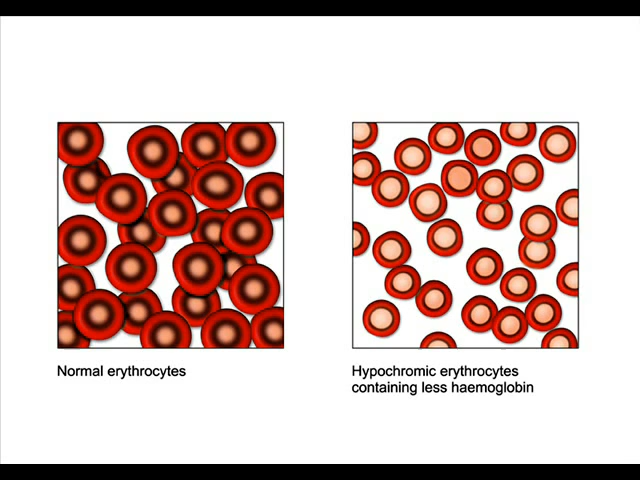 Normal erythrocytes
Hypochromic erythrocytes
containing less haemoglobin